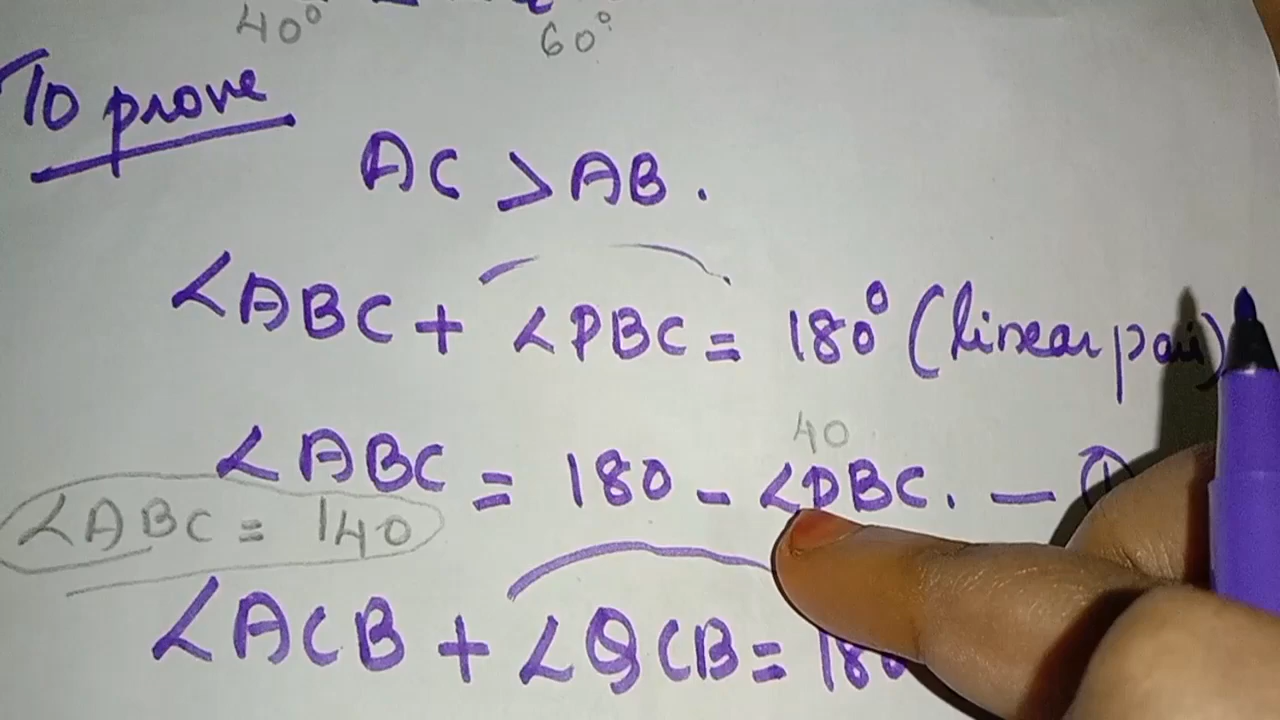 40° 60°
To prove
AC > AB.
∠ABC + ∠PBC = 180° (linear pair)
40
∠ABC = 180 - ∠PBC. — ①
∠ABC = 140
∠ACB + ∠QCB = 180